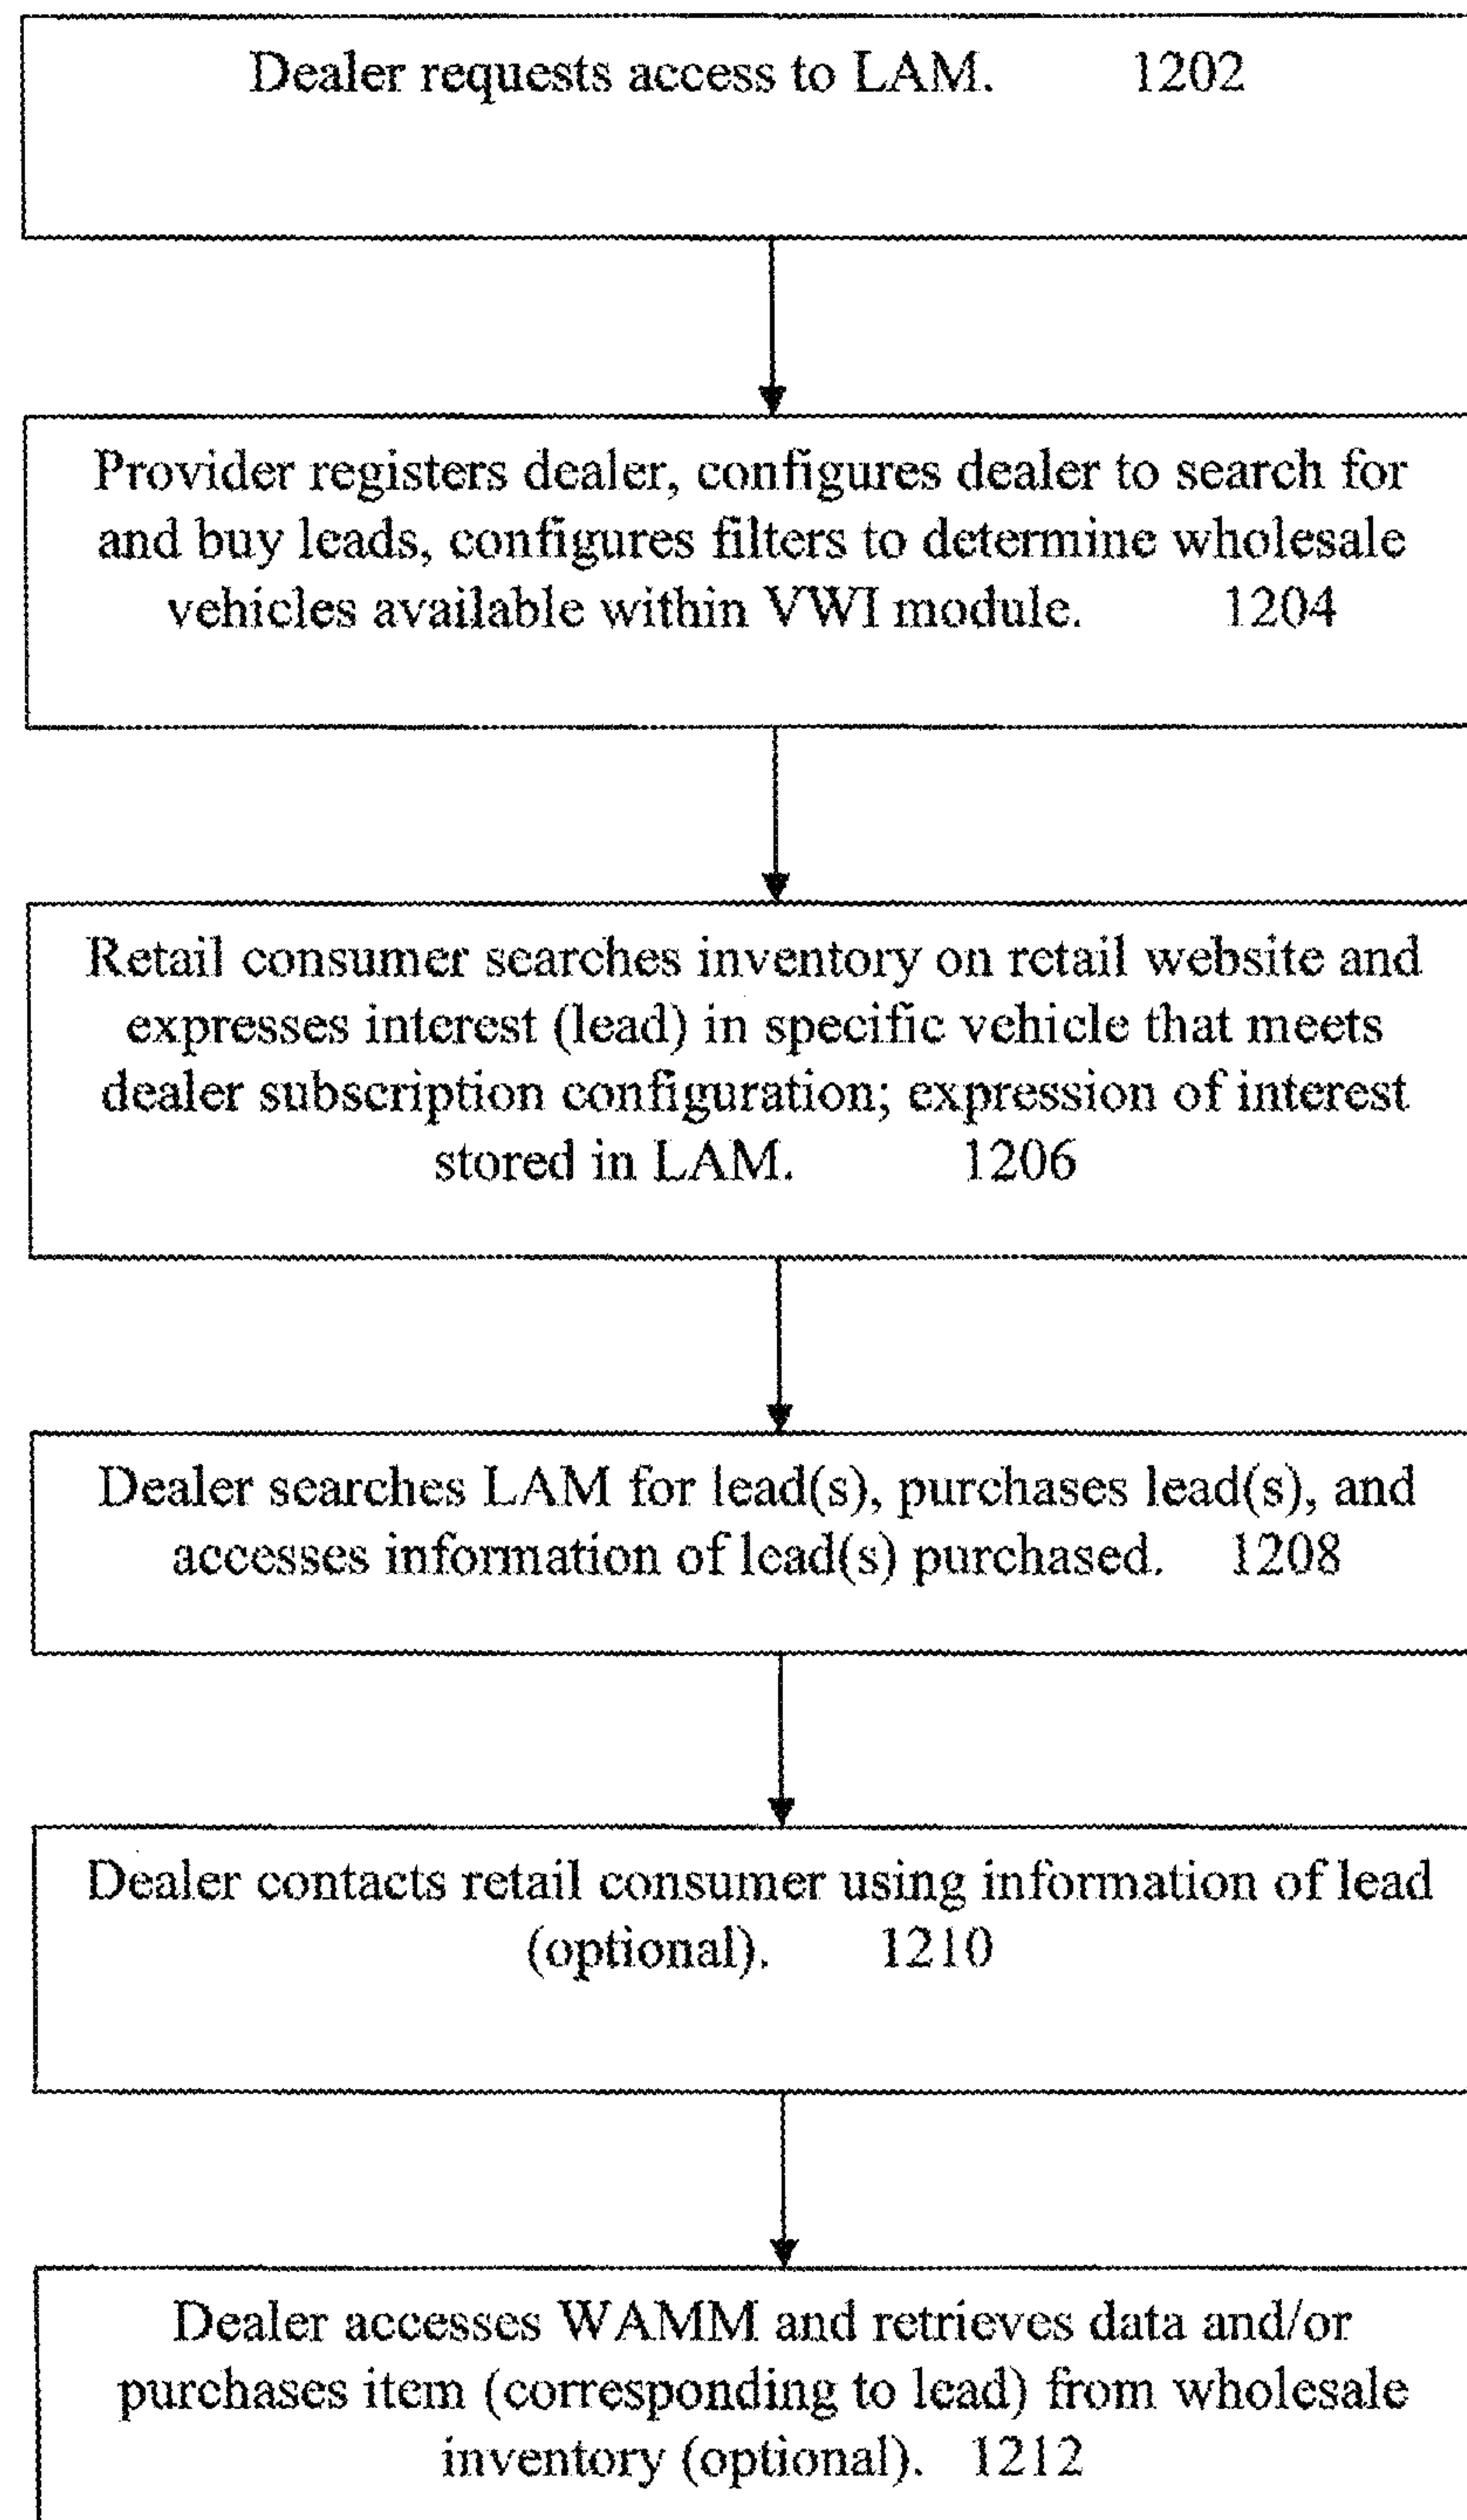 Dealer requests access to LAM. 1202
Provider registers dealer, configures dealer to search for
and buy leads, configures filters to determine wholesale
vehicles available within VWI module. 1204
Retail consumer searches inventory on retail website and
expresses interest (lead) in specific vehicle that meets
dealer subscription configuration; expression of interest
stored in LAM. 1206
Dealer searches LAM for lead(s), purchases lead(s), and
accesses information of lead(s) purchased. 1208
Dealer contacts retail consumer using information of lead
(optional). 1210
Dealer accesses WAMM and retrieves data and/or
purchases item (corresponding to lead) from wholesale
inventory (optional). 1212